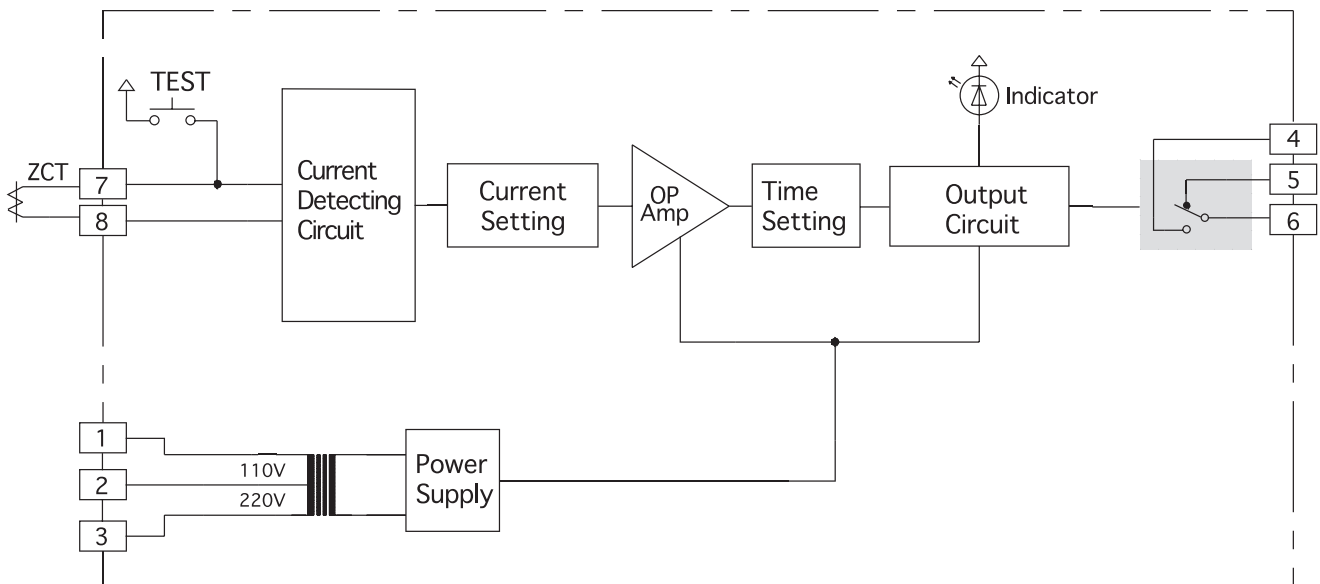 TEST
ZCT
7
8
Current
Detecting
Circuit
Current
Setting
OP
Amp
Time
Setting
Output
Circuit
Indicator
4
5
6
1
2
3
110V
220V
Power
Supply